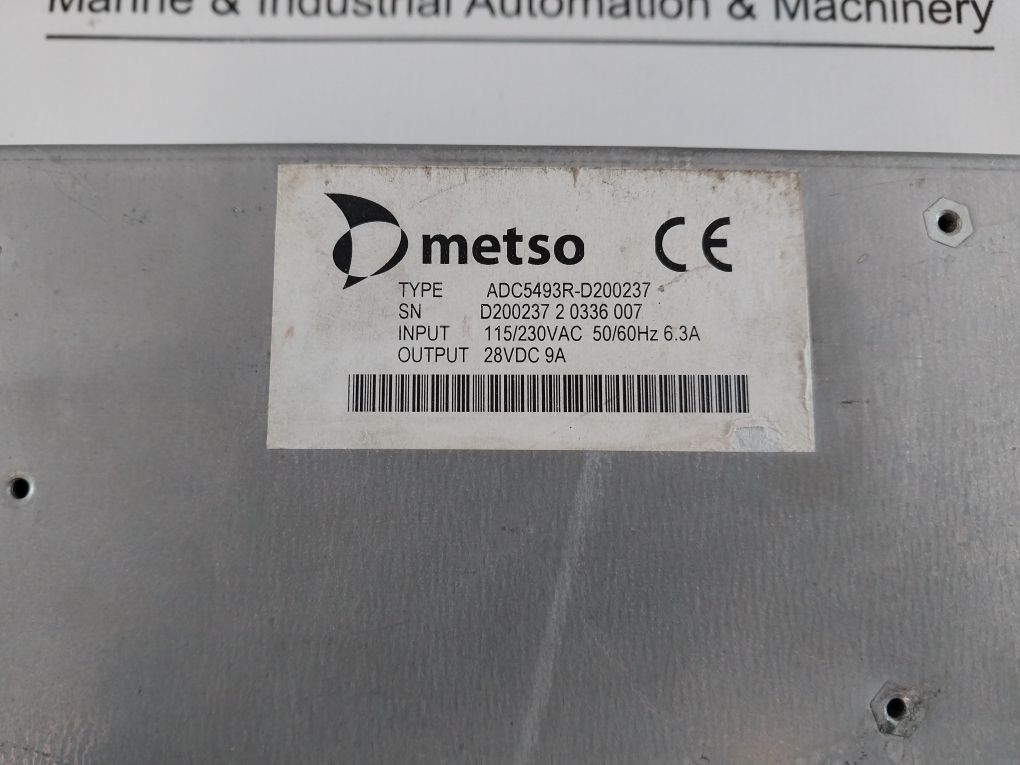 Marine & Industrial Automation & Machinery
metso CE
TYPE ADC5493R-D200237
SN D200237 2 0336 007
INPUT 115/230VAC 50/60Hz 6.3A
OUTPUT 28VDC 9A